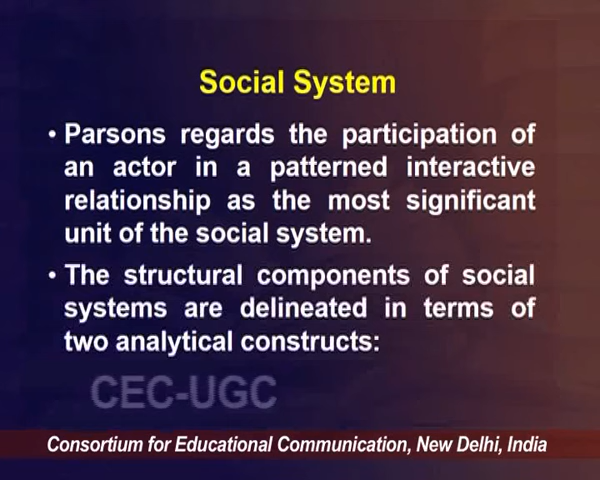 Social System
• Parsons regards the participation of
an actor in a patterned interactive
relationship as the most significant
unit of the social system.
• The structural components of social
systems are delineated in terms of
two analytical constructs:
CEC-UGC
Consortium for Educational Communication, New Delhi, India